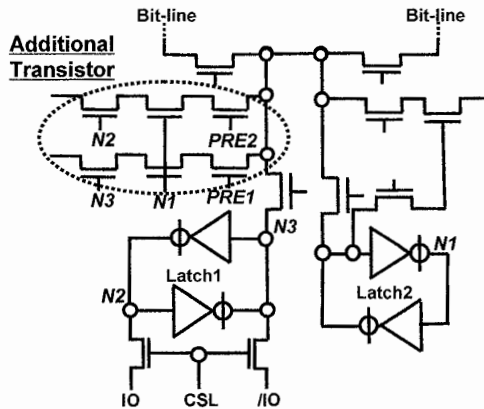 Bit-line
Bit-line
Additional
Transistor
N2
PRE2
N3
N1
PRE1
N3
N1
Latch1
N2
Latch2
IO
CSL
/IO